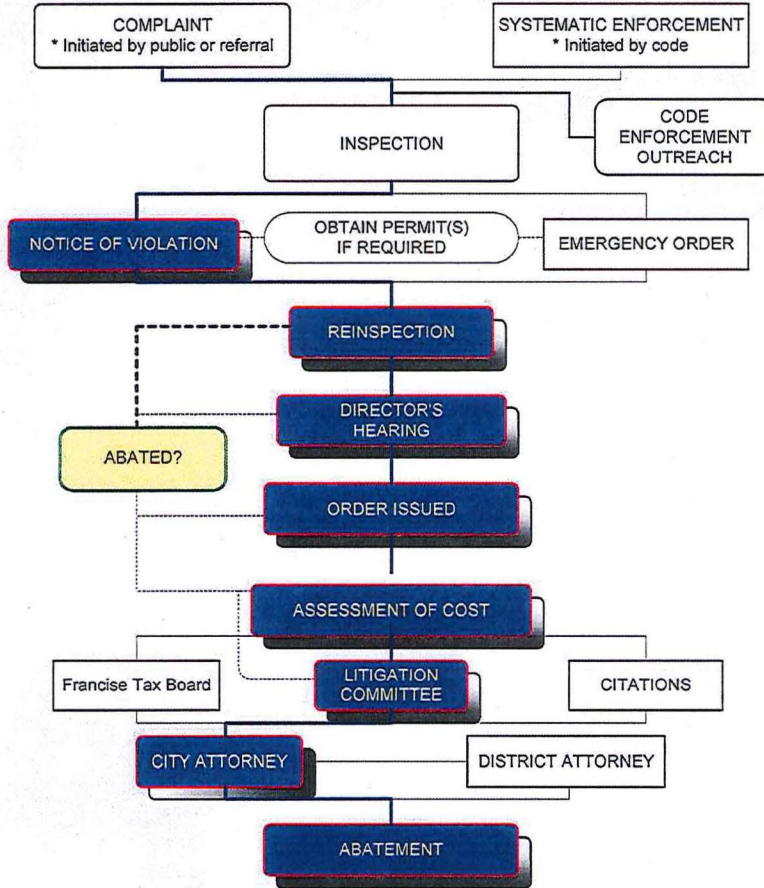 COMPLAINT
* Initiated by public or referral
SYSTEMATIC ENFORCEMENT
* Initiated by code
INSPECTION
CODE
ENFORCEMENT
OUTREACH
NOTICE OF VIOLATION
OBTAIN PERMIT(S)
IF REQUIRED
EMERGENCY ORDER
REINSPECTION
DIRECTOR'S
HEARING
ABATED?
ORDER ISSUED
ASSESSMENT OF COST
Francise Tax Board
LITIGATION
COMMITTEE
CITATIONS
CITY ATTORNEY
DISTRICT ATTORNEY
ABATEMENT